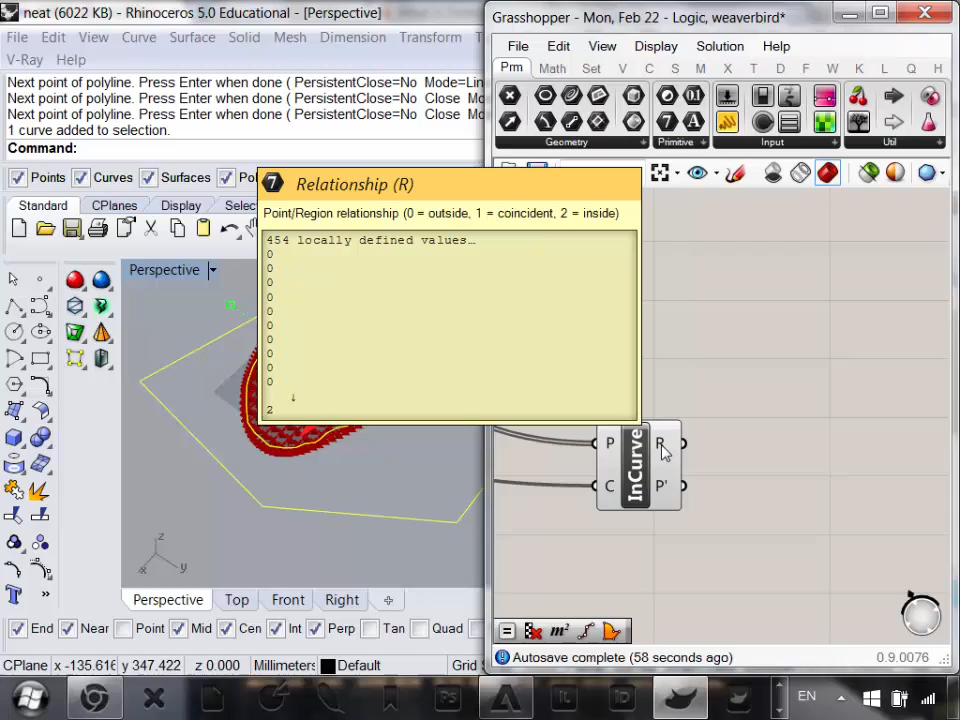 neat (6022 KB) - Rhinoceros 5.0 Educational - [Perspective]
File Edit View Curve Surface Solid Mesh Dimension Transform
V-Ray Help
Next point of polyline. Press Enter when done ( PersistentClose=No Mode=Lin
Next point of polyline. Press Enter when done ( PersistentClose=No Close Mo
Next point of polyline. Press Enter when done ( PersistentClose=No Close Mo
1 curve added to selection.
Command:
Points Curves Surfaces Pol
Standard CPlanes Display Selec
Perspective
z
x y
Perspective Top Front Right
End Near Point Mid Cen Int Perp Tan Quad
CPlane x -135.616 y 347.422 z 0.000 Millimeters Default Grid S
Grasshopper - Mon, Feb 22 - Logic, weaverbird*
File Edit View Display Solution Help
Prm Math Set V C S M X T D F W K L Q H
Geometry Primitive Input Util
7 Relationship (R)
Point/Region relationship (0 = outside, 1 = coincident, 2 = inside)
454 locally defined values…
0
0
0
0
0
0
0
0
0
0
↓
2
P InCurve R
C P'
Autosave complete (58 seconds ago) 0.9.0076
Ps IL ID EN